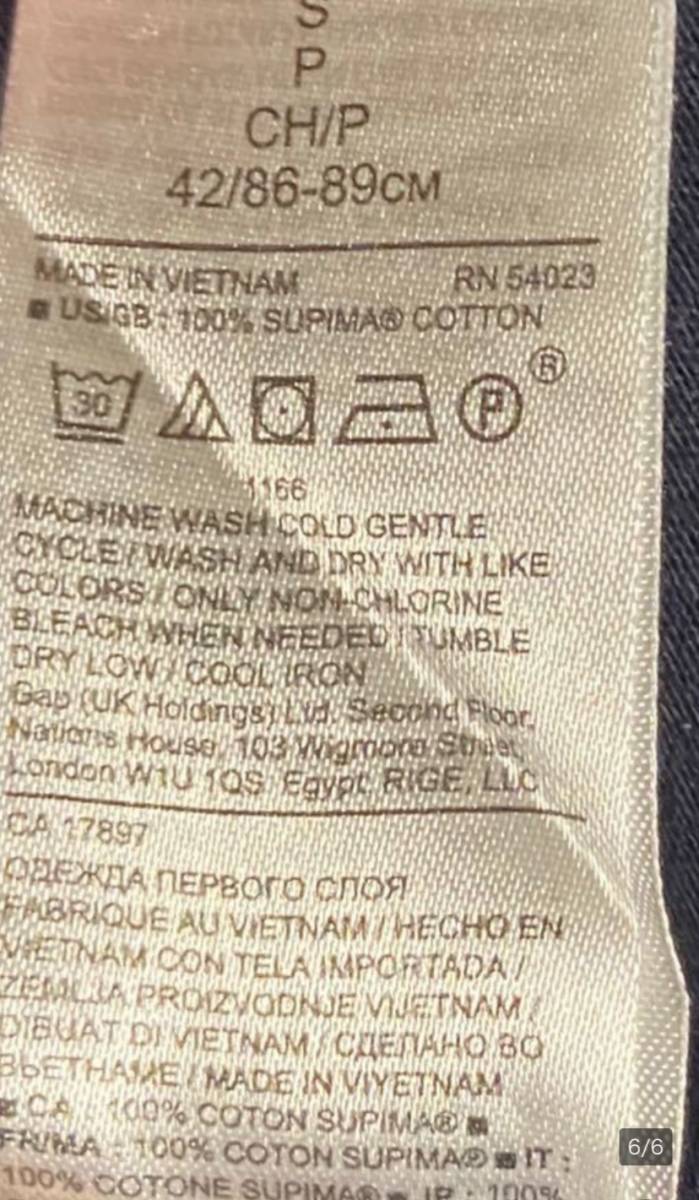 S
P
CH/P
42/86-89CM
MADE IN VIETNAM RN 54023
■ US/GB : 100% SUPIMA® COTTON
30 P ®
1166
MACHINE WASH COLD GENTLE
CYCLE / WASH AND DRY WITH LIKE
COLORS / ONLY NON-CHLORINE
BLEACH WHEN NEEDED / TUMBLE
DRY LOW / COOL IRON
Gap (UK Holdings) Ltd. Second Floor,
Nations House, 103 Wigmore Street,
London W1U 1QS Egypt: RIGE, LLC
CA 17897
ОДЕЖДА ПЕРВОГО СЛОЯ
FABRIQUE AU VIETNAM / HECHO EN
VIETNAM CON TELA IMPORTADA /
ZEMLJA PROIZVODNJE VIJETNAM /
DIBUAT DI VIETNAM / СДЕЛАНО ВО
ВЬЕТНАМЕ / MADE IN VIYETNAM
■ CA : 100% COTON SUPIMA® ■
FR/MA : 100% COTON SUPIMA® ■ IT :
100% COTONE SUPIMA® ■ JP : 100%
6/6